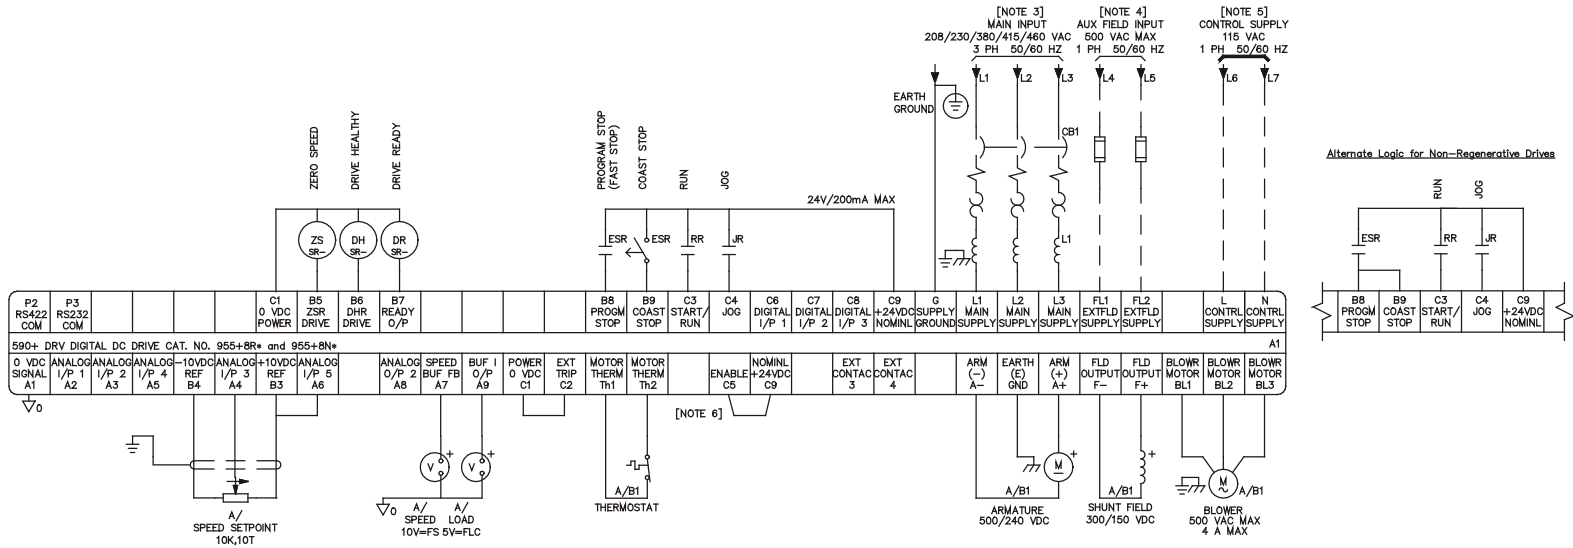 [NOTE 3]
MAIN INPUT
208/230/380/415/460 VAC
3 PH 50/60 HZ
[NOTE 4]
AUX FIELD INPUT
500 VAC MAX
1 PH 50/60 HZ
[NOTE 5]
CONTROL SUPPLY
115 VAC
1 PH 50/60 HZ
L1
L2
L3
L4
L5
L6
L7
EARTH
GROUND
CB1
L1
ZERO SPEED
DRIVE HEALTHY
DRIVE READY
PROGRAM STOP
(FAST STOP)
COAST STOP
RUN
JOG
24V/200mA MAX
ZS
SR-
DH
SR-
DR
SR-
ESR
ESR
RR
JR
Alternate Logic for Non-Regenerative Drives
RUN
JOG
ESR
RR
JR
P2
RS422
COM
P3
RS232
COM
C1
0 VDC
POWER
B5
ZSR
DRIVE
B6
DHR
DRIVE
B7
READY
O/P
B8
PROGM
STOP
B9
COAST
STOP
C3
START/
RUN
C4
JOG
C6
DIGITAL
I/P 1
C7
DIGITAL
I/P 2
C8
DIGITAL
I/P 3
C9
+24VDC
NOMINL
G
SUPPLY
GROUND
L1
MAIN
SUPPLY
L2
MAIN
SUPPLY
L3
MAIN
SUPPLY
FL1
EXTFLD
SUPPLY
FL2
EXTFLD
SUPPLY
L
CONTRL
SUPPLY
N
CONTRL
SUPPLY
B8
PROGM
STOP
B9
COAST
STOP
C3
START/
RUN
C4
JOG
C9
+24VDC
NOMINL
590+ DRV DIGITAL DC DRIVE CAT. NO. 955+8R* and 955+8N*
A1
0 VDC
SIGNAL
A1
ANALOG
I/P 1
A2
ANALOG
I/P 2
A3
ANALOG
I/P 4
A5
-10VDC
REF
B4
ANALOG
I/P 3
A4
+10VDC
REF
B3
ANALOG
I/P 5
A6
ANALOG
O/P 2
A8
SPEED
BUF FB
A7
BUF I
O/P
A9
POWER
0 VDC
C1
EXT
TRIP
C2
MOTOR
THERM
Th1
MOTOR
THERM
Th2
ENABLE
C5
NOMINL
+24VDC
C9
EXT
CONTAC
3
EXT
CONTAC
4
ARM
(-)
A-
EARTH
(E)
GND
ARM
(+)
A+
FLD
OUTPUT
F-
FLD
OUTPUT
F+
BLOWR
MOTOR
BL1
BLOWR
MOTOR
BL2
BLOWR
MOTOR
BL3
0
[NOTE 6]
V
+
V
+
M
+
+
M
~
0
A/
SPEED SETPOINT
10K,10T
A/
SPEED
10V=FS
A/
LOAD
5V=FLC
A/B1
THERMOSTAT
A/B1
ARMATURE
500/240 VDC
A/B1
SHUNT FIELD
300/150 VDC
A/B1
BLOWER
500 VAC MAX
4 A MAX